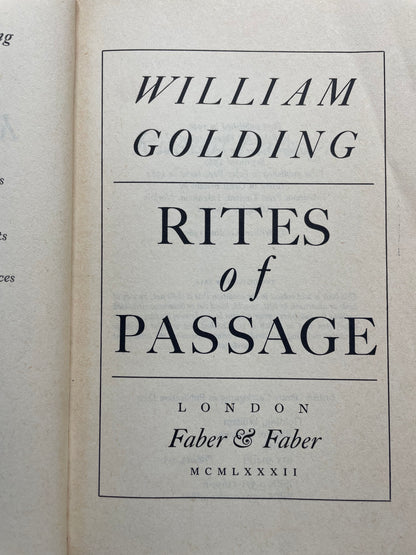 WILLIAM
GOLDING
RITES
of
PASSAGE
LONDON
Faber & Faber
MCMLXXXII